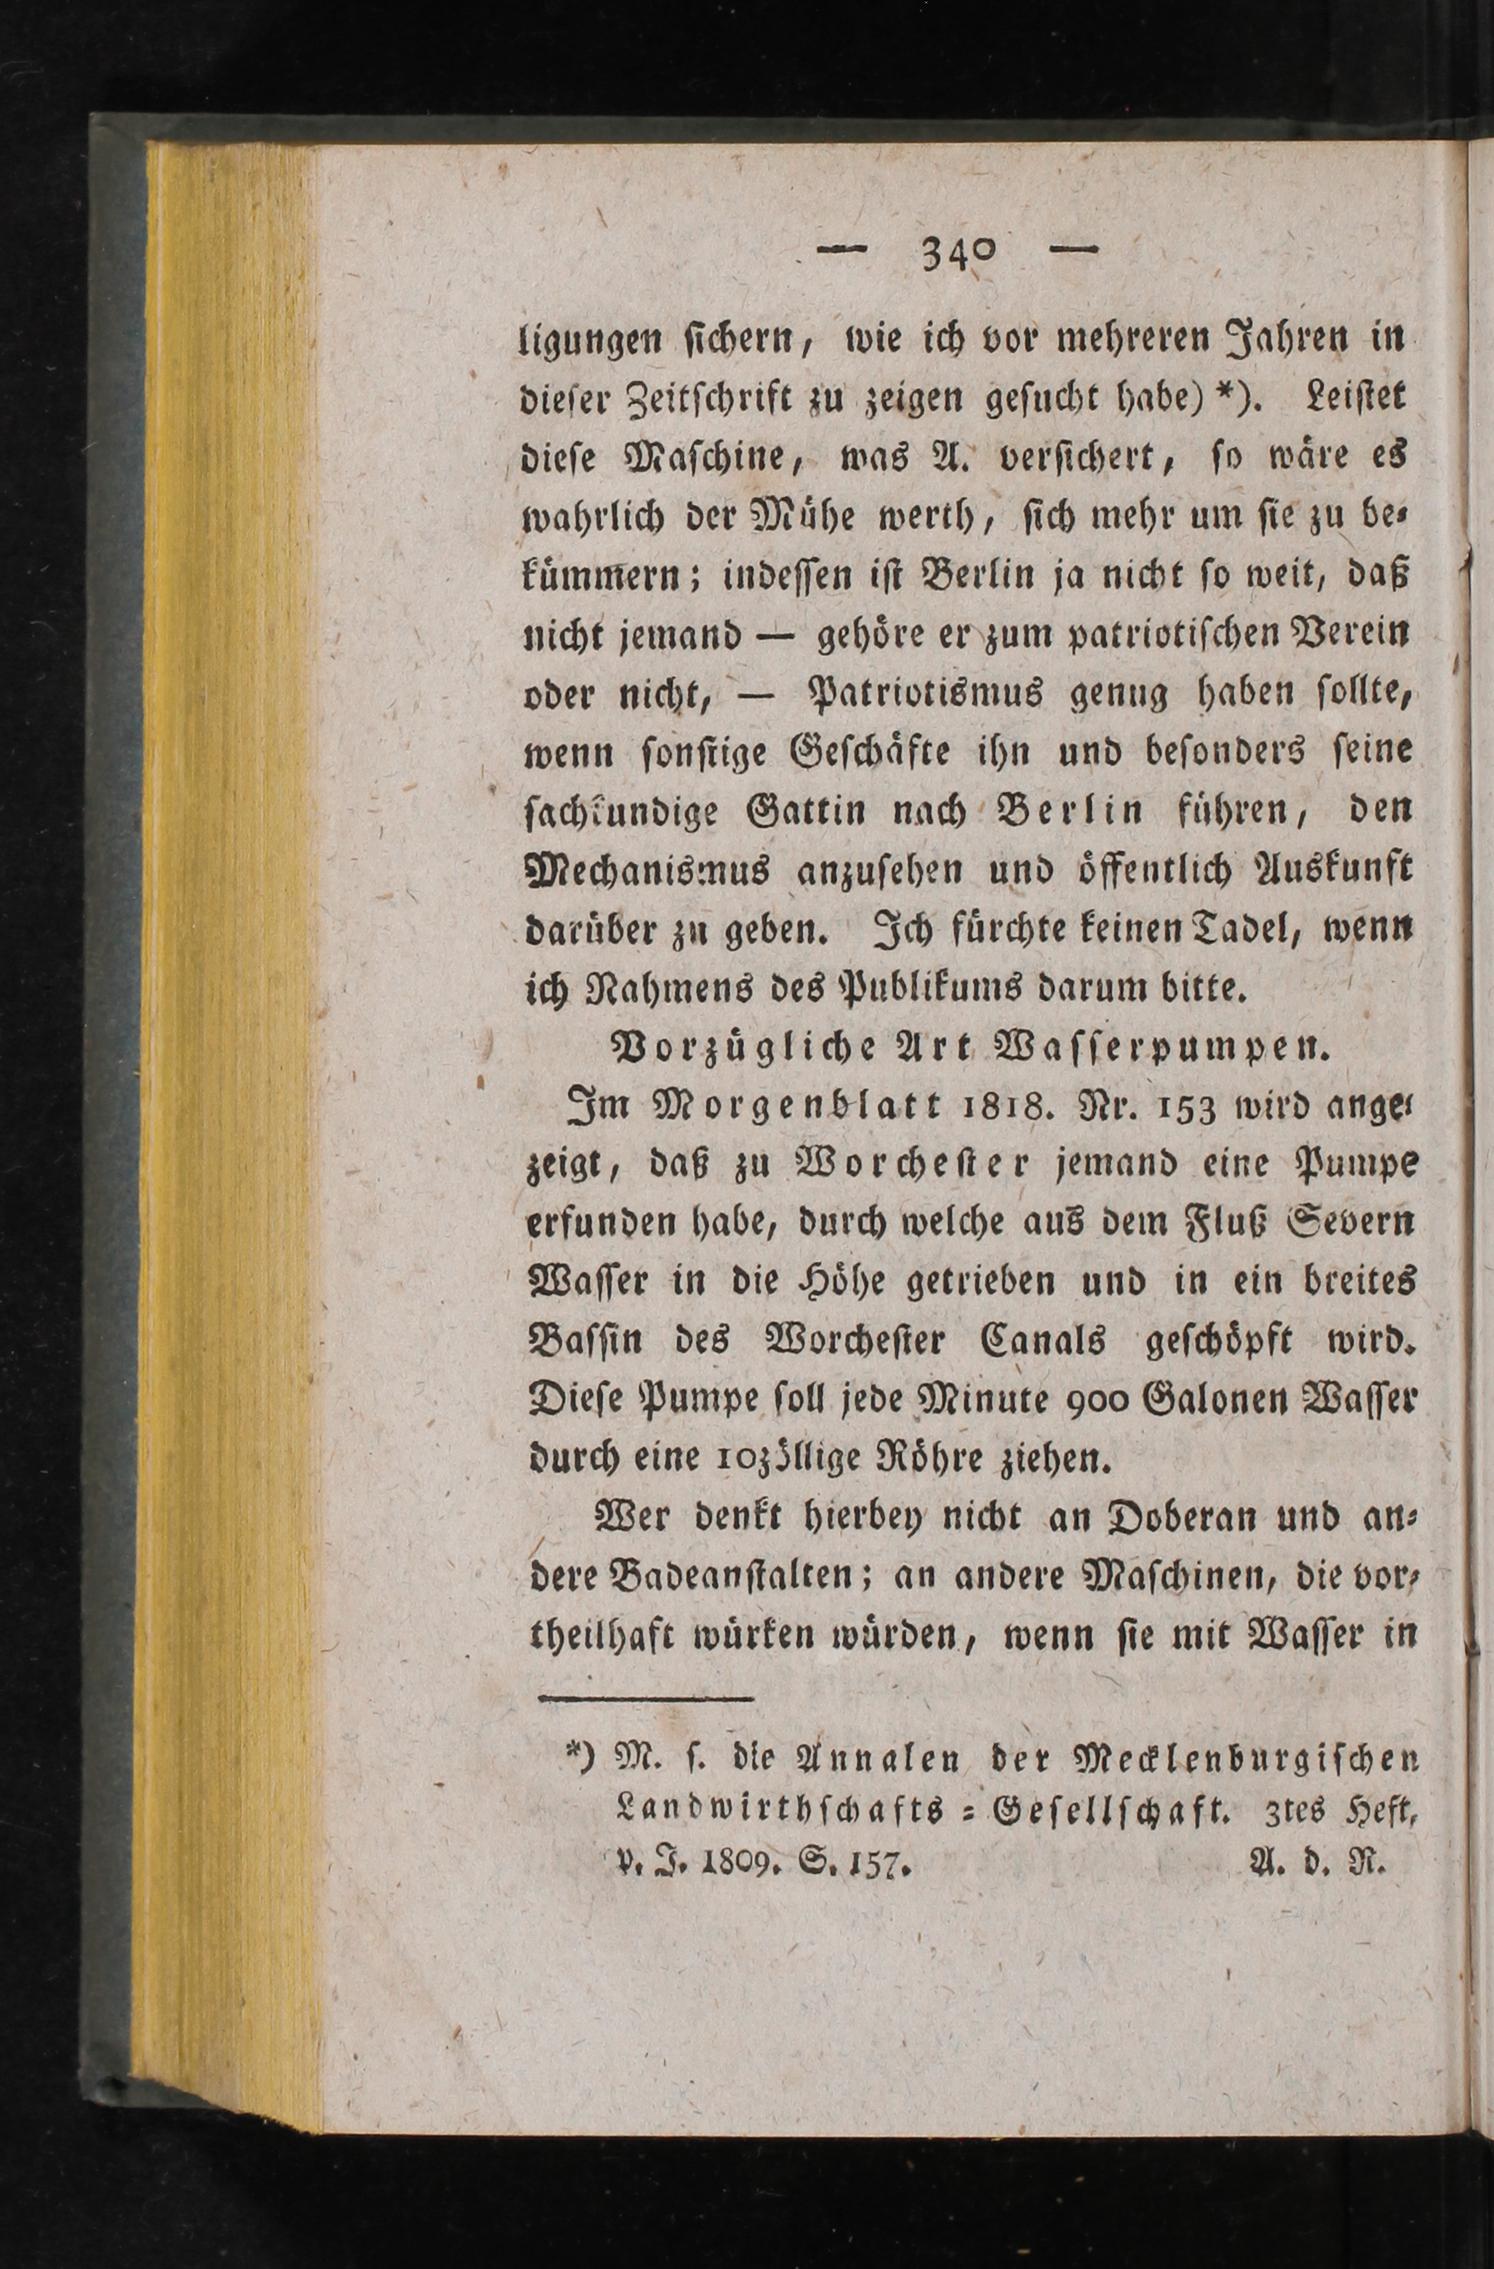 — 340 —
ligungen ſichern, wie ich vor mehreren Jahren in
dieſer Zeitſchrift zu zeigen geſucht habe) *). Leiſtet
dieſe Maſchine, was A. verſichert, ſo wäre es
wahrlich der Mühe werth, ſich mehr um ſie zu be⸗
kümmern; indeſſen iſt Berlin ja nicht ſo weit, daß
nicht jemand — gehöre er zum patriotiſchen Verein
oder nicht, — Patriotismus genug haben ſollte,
wenn ſonſtige Geſchäfte ihn und beſonders ſeine
ſachkundige Gattin nach Berlin führen, den
Mechanismus anzuſehen und öffentlich Auskunft
darüber zu geben. Ich fürchte keinen Tadel, wenn
ich Nahmens des Publikums darum bitte.
Vorzügliche Art Waſſerpumpen.
Im Morgenblatt 1818. Nr. 153 wird ange⸗
zeigt, daß zu Worcheſter jemand eine Pumpe
erfunden habe, durch welche aus dem Fluß Severn
Waſſer in die Höhe getrieben und in ein breites
Baſſin des Worcheſter Canals geſchöpft wird.
Dieſe Pumpe ſoll jede Minute 900 Galonen Waſſer
durch eine 10zöllige Röhre ziehen.
Wer denkt hierbey nicht an Doberan und an⸗
dere Badeanſtalten; an andere Maſchinen, die vor⸗
theilhaft würken würden, wenn ſie mit Waſſer in
*) M. ſ. die Annalen der Mecklenburgiſchen
Landwirthſchafts⸗Geſellſchaft. 3tes Heft,
v. J. 1809. S. 157. A. d. R.